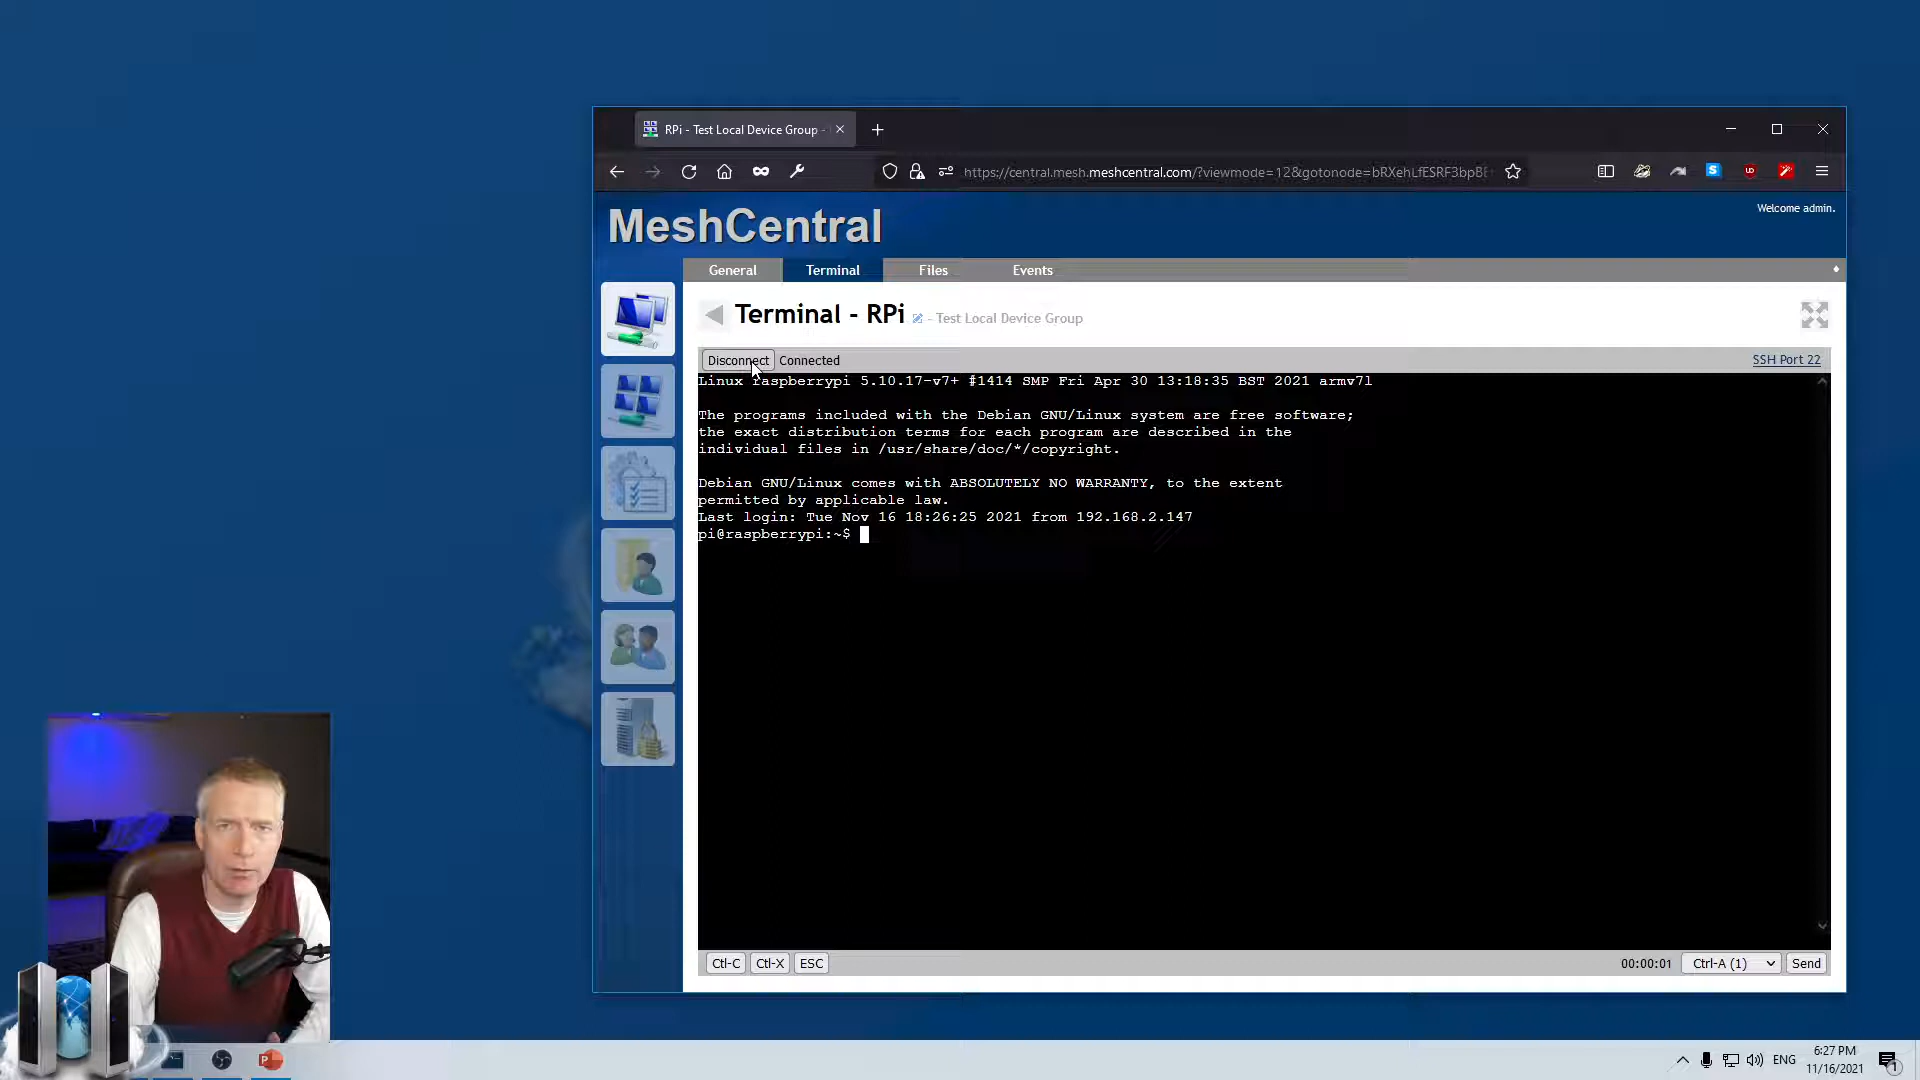 RPi - Test Local Device Group -
https://central.mesh.meshcentral.com/?viewmode=12&gotonode=bRXehLfESRF3bpB
MeshCentral
Welcome admin.
General
Terminal
Files
Events
Terminal - RPi
- Test Local Device Group
Disconnect
Connected
SSH Port 22
Linux raspberrypi 5.10.17-v7+ #1414 SMP Fri Apr 30 13:18:35 BST 2021 armv7l
The programs included with the Debian GNU/Linux system are free software;
the exact distribution terms for each program are described in the
individual files in /usr/share/doc/*/copyright.
Debian GNU/Linux comes with ABSOLUTELY NO WARRANTY, to the extent
permitted by applicable law.
Last login: Tue Nov 16 18:26:25 2021 from 192.168.2.147
pi@raspberrypi:~$
Ctl-C
Ctl-X
ESC
00:00:01
Ctrl-A (1)
Send
ENG
6:27 PM
11/16/2021
1